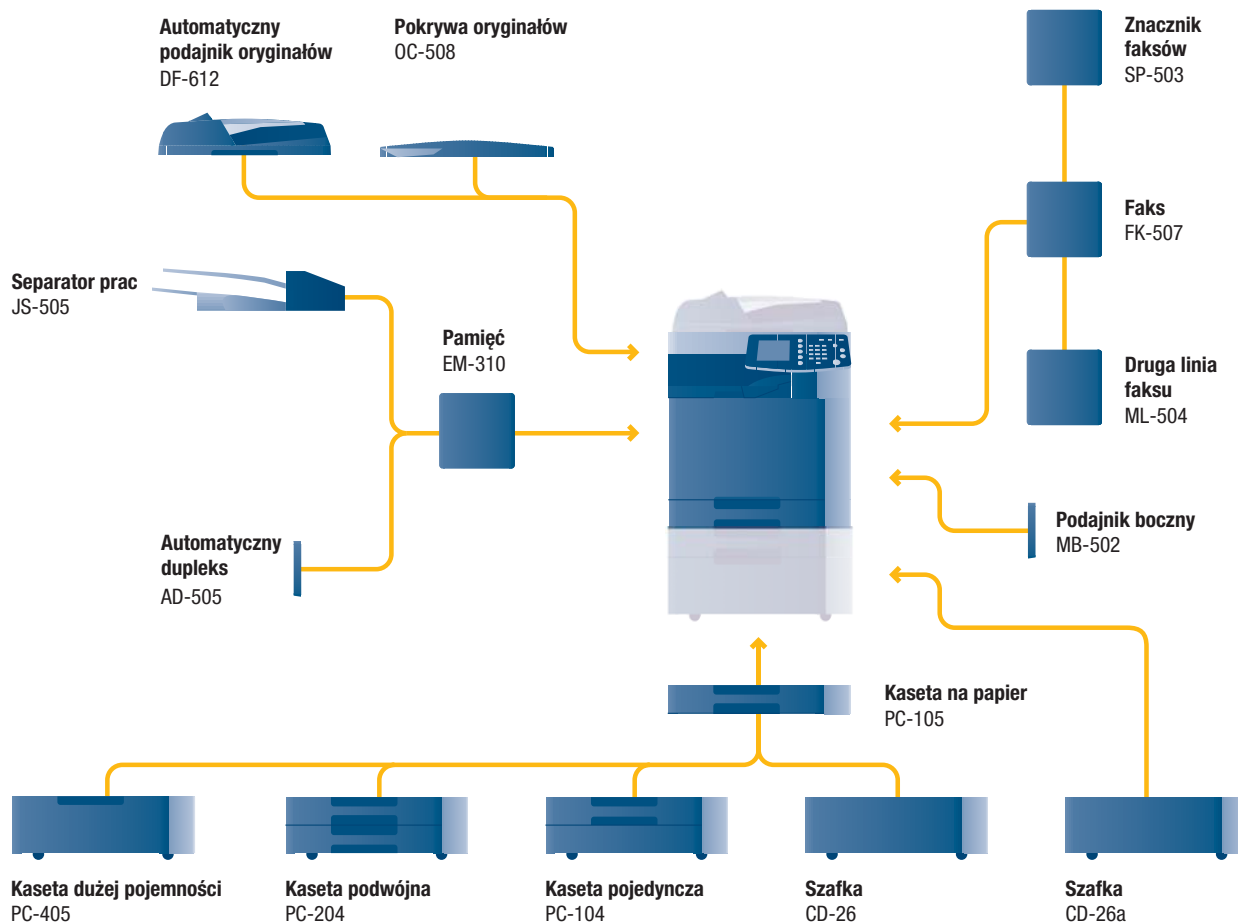 Automatyczny
podajnik oryginałów
DF-612
Pokrywa oryginałów
OC-508
Znacznik
faksów
SP-503
Faks
FK-507
Separator prac
JS-505
Pamięć
EM-310
Druga linia
faksu
ML-504
Automatyczny
dupleks
AD-505
Podajnik boczny
MB-502
Kaseta na papier
PC-105
Kaseta dużej pojemności
PC-405
Kaseta podwójna
PC-204
Kaseta pojedyncza
PC-104
Szafka
CD-26
Szafka
CD-26a